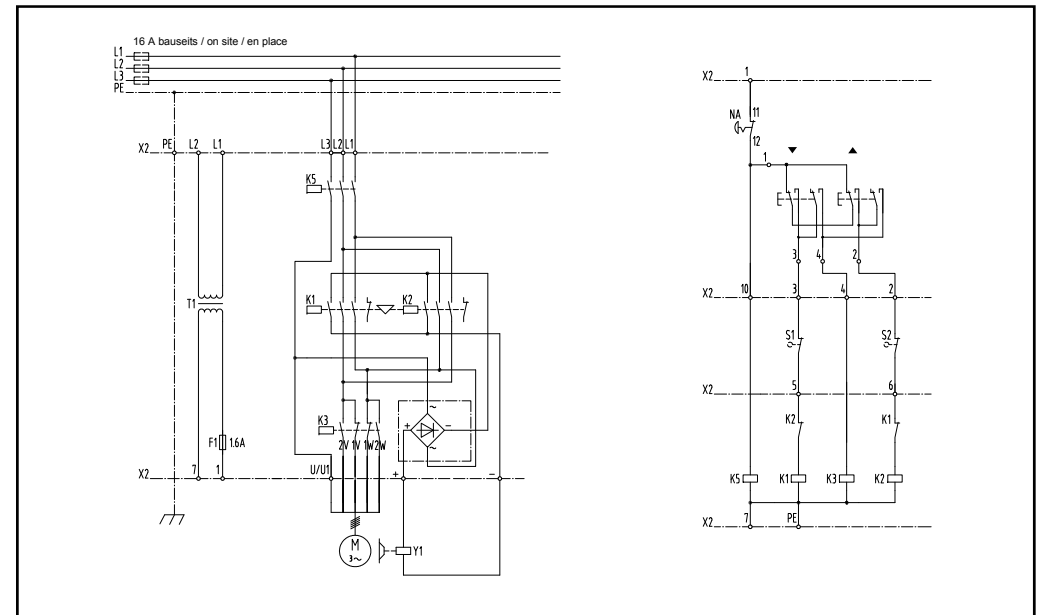 16 A bauseits / on site / en place
L1
L2
L3
PE
X2 PE L2 L1 L3 L2 L1
K5
K1 K2
T1
K3
2V 1V 1W 2W
~
+ -
~
F1 1.6A
X2 7 1 U/U1 + -
M
3~
Y1
X2 1
NA 11
12
1
3 4 2
X2 10 3 4 2
S1 S2
X2 5 6
K2 K1
K5 K1 K3 K2
X2 7 PE